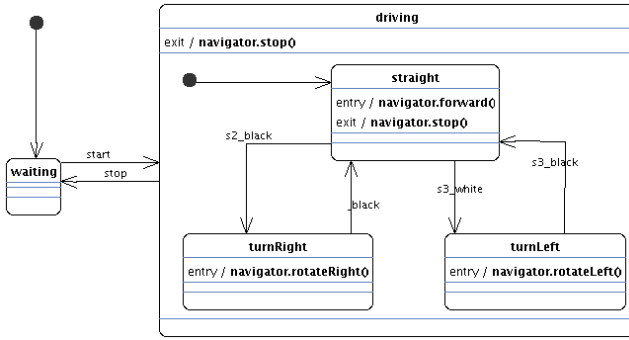 driving
exit / navigator.stop()
straight
entry / navigator.forward()
exit / navigator.stop()
s2_black
start
s3_black
waiting
stop
s3_white
_black
turnRight
turnLeft
entry / navigator.rotateRight()
entry / navigator.rotateLeft()